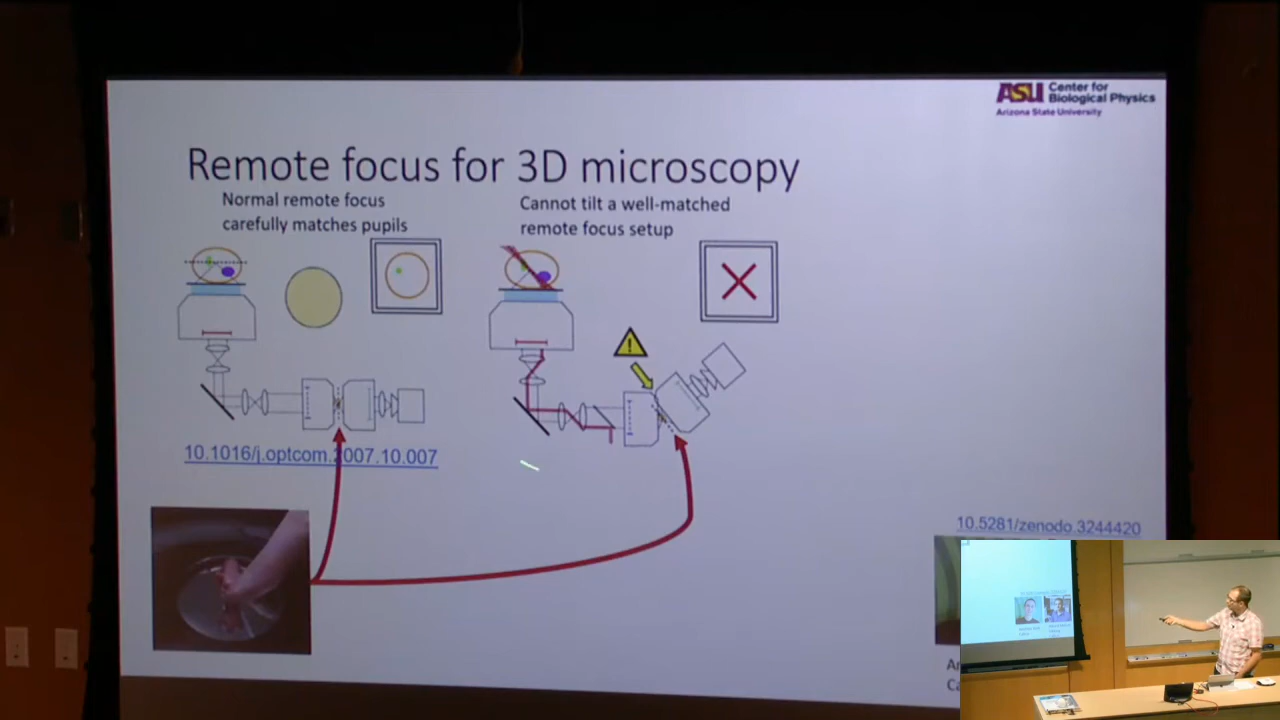 ASU Center for
Biological Physics
Arizona State University
Remote focus for 3D microscopy
Normal remote focus
carefully matches pupils
Cannot tilt a well-matched
remote focus setup
!
10.1016/j.optcom.2007.10.007
10.5281/zenodo.3244420